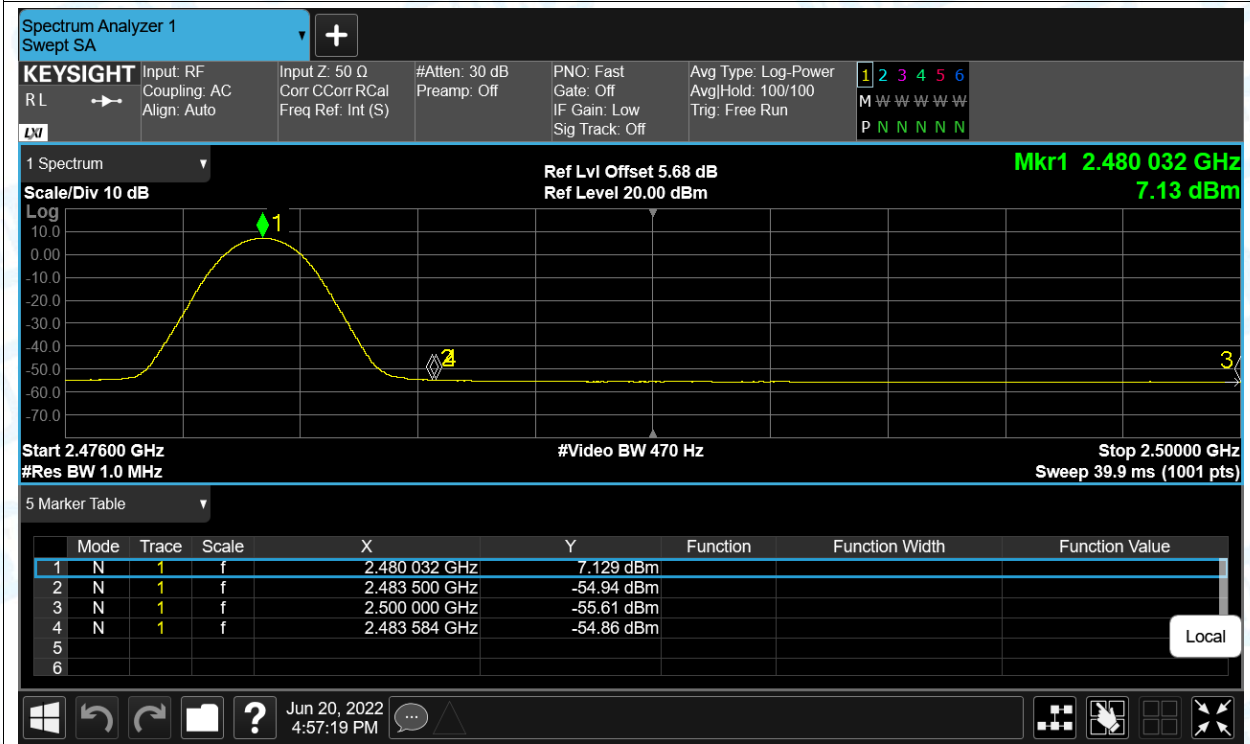 Spectrum Analyzer 1
Swept SA
+
KEYSIGHT Input: RF Input Z: 50 Ω #Atten: 30 dB PNO: Fast Avg Type: Log-Power 1 2 3 4 5 6
R L Coupling: AC Corr CCorr RCal Preamp: Off Gate: Off Avg|Hold: 100/100 M W W W W W
Align: Auto Freq Ref: Int (S) IF Gain: Low Trig: Free Run
LXI Sig Track: Off P N N N N N
1 Spectrum Ref Lvl Offset 5.68 dB Mkr1 2.480 032 GHz
Scale/Div 10 dB Ref Level 20.00 dBm 7.13 dBm
Log
1
10.0
0.00
-10.0
-20.0
-30.0
-40.0
2 4 3
-50.0
-60.0
-70.0
Start 2.47600 GHz #Video BW 470 Hz Stop 2.50000 GHz
#Res BW 1.0 MHz Sweep 39.9 ms (1001 pts)
5 Marker Table
Mode Trace Scale X Y Function Function Width Function Value
1 N 1 f 2.480 032 GHz 7.129 dBm
2 N 1 f 2.483 500 GHz -54.94 dBm
3 N 1 f 2.500 000 GHz -55.61 dBm
4 N 1 f 2.483 584 GHz -54.86 dBm
5
6
Local
? Jun 20, 2022
4:57:19 PM